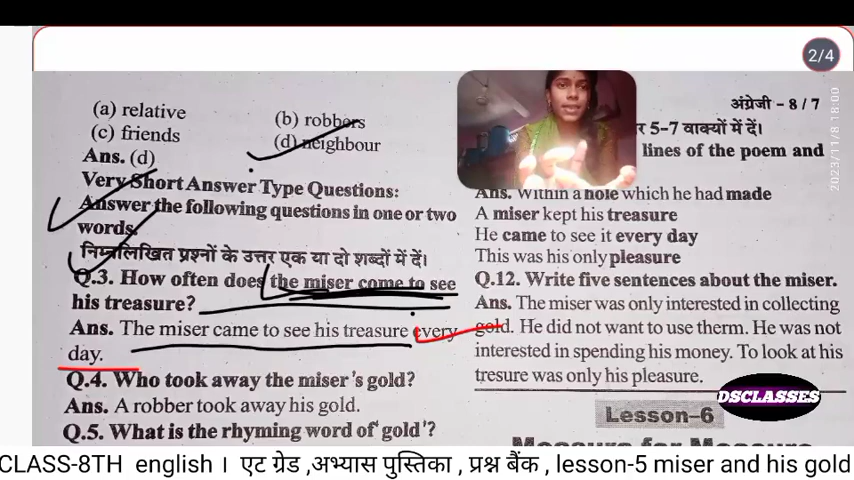 2/4
(a) relative
(b) robbers
(c) friends
(d) neighbour
Ans. (d)
Very Short Answer Type Questions:
Answer the following questions in one or two
words.
निम्नलिखित प्रश्नों के उत्तर एक या दो शब्दों में दें।
Q.3. How often does the miser come to see
his treasure?
Ans. The miser came to see his treasure every
day.
Q.4. Who took away the miser's gold?
Ans. A robber took away his gold.
Q.5. What is the rhyming word of 'gold'?
अंग्रेजी - 8 / 7
र 5-7 वाक्यों में दें।
lines of the poem and
Ans. Within a hole which he had made
A miser kept his treasure
He came to see it every day
This was his only pleasure
Q.12. Write five sentences about the miser.
Ans. The miser was only interested in collecting
gold. He did not want to use therm. He was not
interested in spending his money. To look at his
tresure was only his pleasure.
DSCLASSES
Lesson-6
Measure for Measure
2023/11/8 18:00
CLASS-8TH english । एट ग्रेड ,अभ्यास पुस्तिका , प्रश्न बैंक , lesson-5 miser and his gold